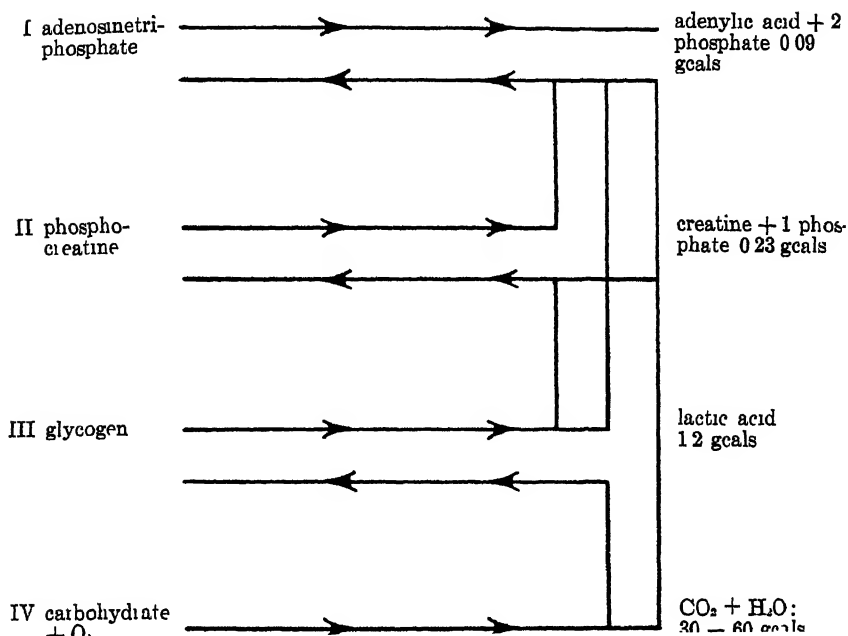 I adenosinetri-
phosphate
adenylic acid + 2
phosphate 0 09
gcals
II phospho-
creatine
creatine + 1 phos-
phate 0 23 gcals
III glycogen
lactic acid
1 2 gcals
IV carbohydrate
+ O₂
CO₂ + H₂O:
30 – 60 gcals